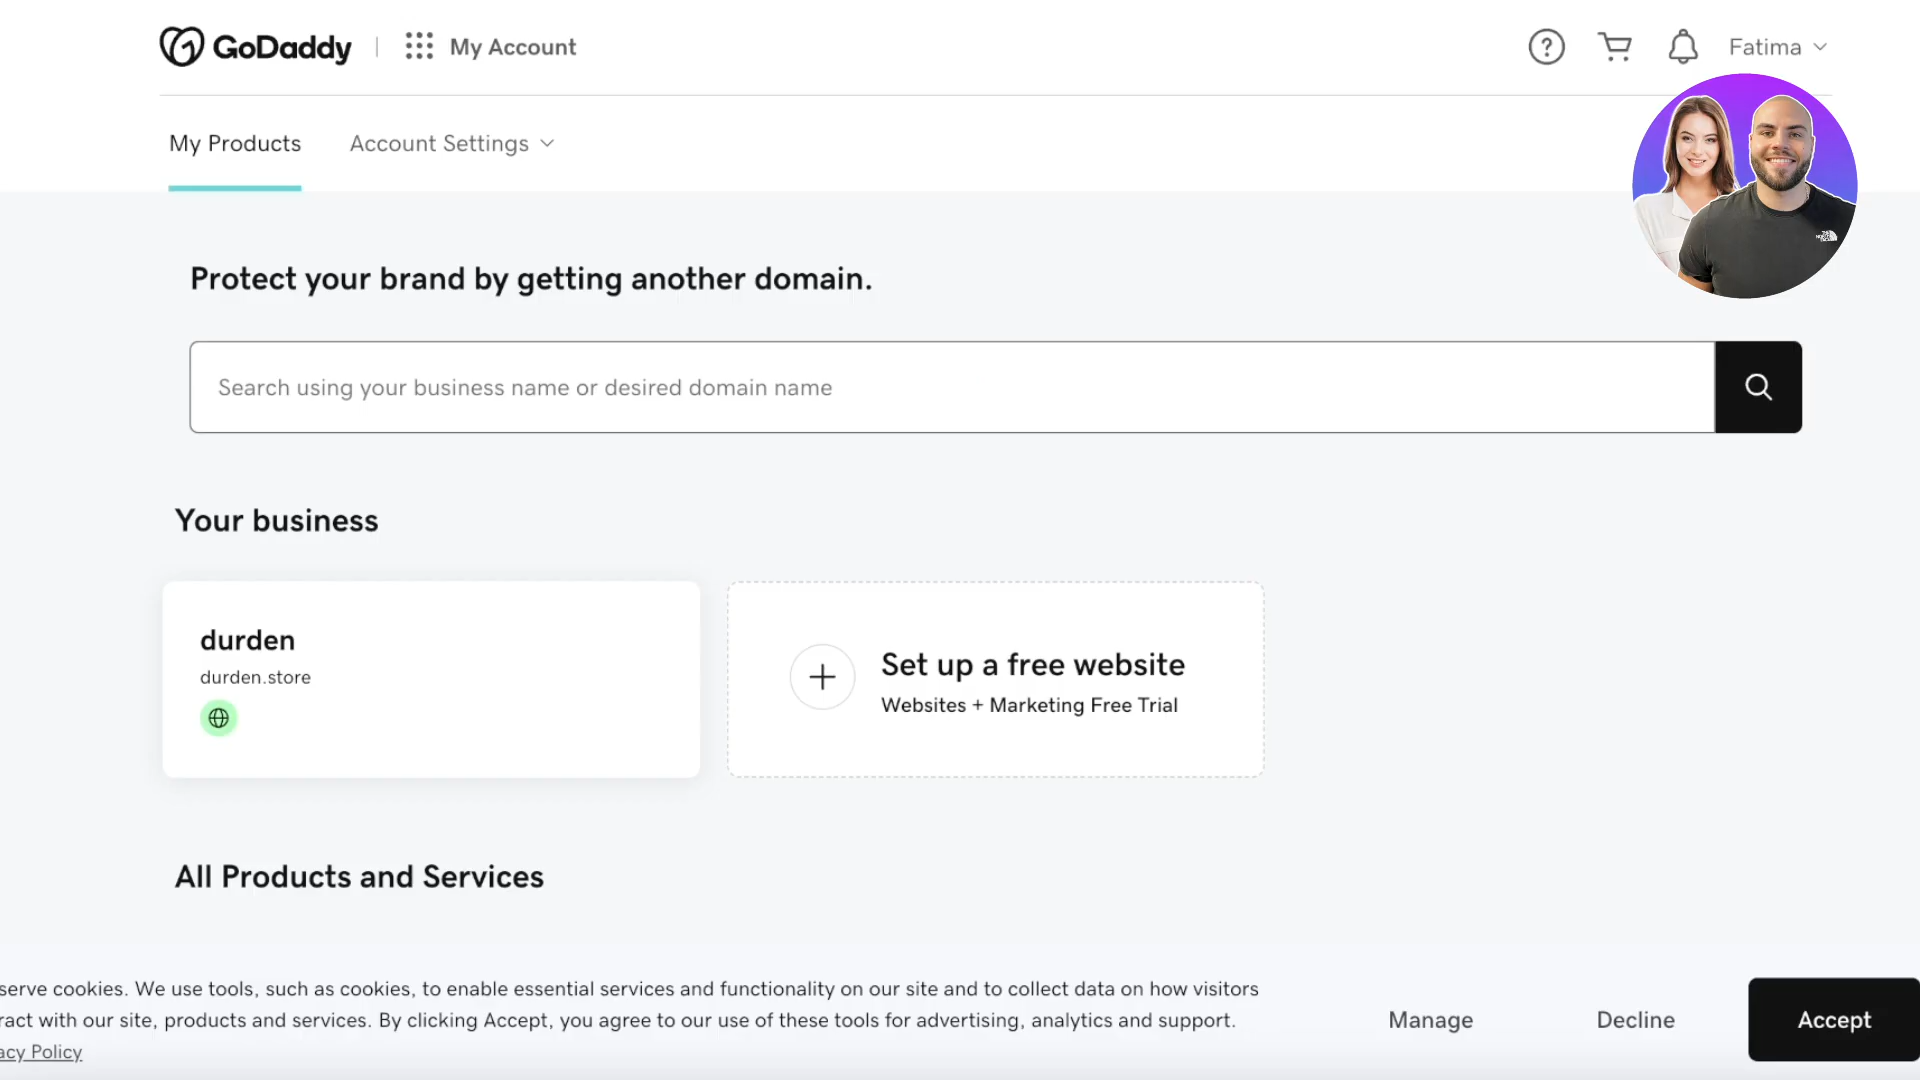 GoDaddy
My Account
Fatima
My Products
Account Settings
Protect your brand by getting another domain.
Search using your business name or desired domain name
Your business
durden
durden.store
Set up a free website
Websites + Marketing Free Trial
All Products and Services
serve cookies. We use tools, such as cookies, to enable essential services and functionality on our site and to collect data on how visitors
ract with our site, products and services. By clicking Accept, you agree to our use of these tools for advertising, analytics and support.
acy Policy
Manage
Decline
Accept